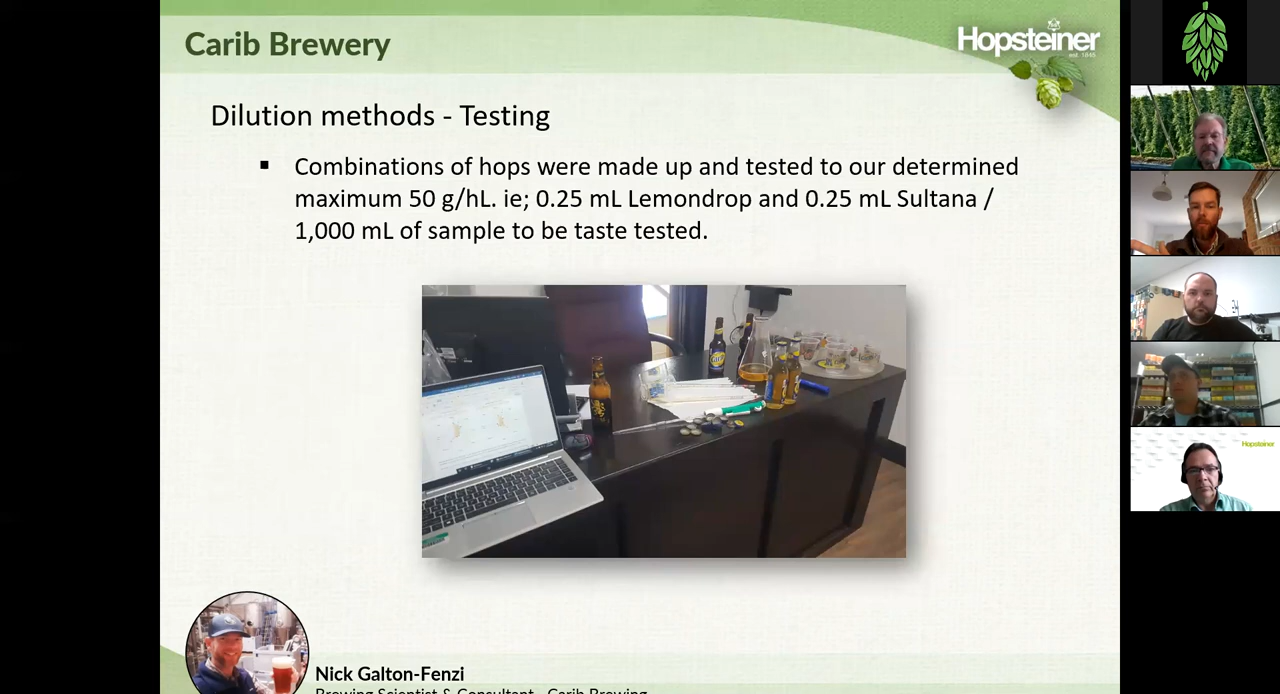 Carib Brewery
Hopsteiner
est. 1845
Dilution methods - Testing
Combinations of hops were made up and tested to our determined
maximum 50 g/hL. ie; 0.25 mL Lemondrop and 0.25 mL Sultana /
1,000 mL of sample to be taste tested.
Hopsteiner
Nick Galton-Fenzi
Brewing Scientist & Consultant - Carib Brewing